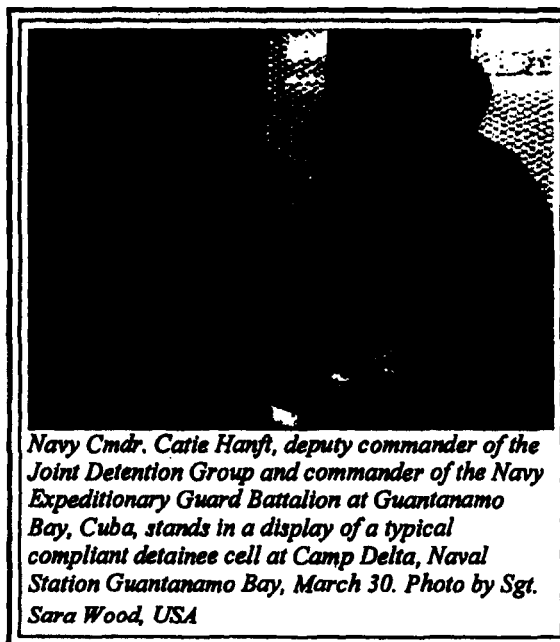 Navy Cmdr. Catie Hanft, deputy commander of the
Joint Detention Group and commander of the Navy
Expeditionary Guard Battalion at Guantanamo
Bay, Cuba, stands in a display of a typical
compliant detainee cell at Camp Delta, Naval
Station Guantanamo Bay, March 30. Photo by Sgt.
Sara Wood, USA